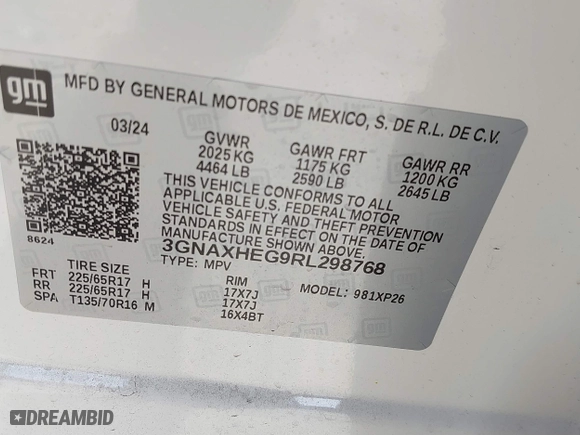 gm
MFD BY GENERAL MOTORS DE MEXICO, S. DE R.L. DE C.V.
03/24
GVWR GAWR FRT GAWR RR
2025 KG 1175 KG 1200 KG
4464 LB 2590 LB 2645 LB
THIS VEHICLE CONFORMS TO ALL
APPLICABLE U.S. FEDERAL MOTOR
VEHICLE SAFETY AND THEFT PREVENTION
STANDARDS IN EFFECT ON THE DATE OF
MANUFACTURE SHOWN ABOVE.
8624
3GNAXHEG9RL298768
TYPE: MPV MODEL: 981XP26
TIRE SIZE RIM
FRT 225/65R17 H 17X7J
RR 225/65R17 H 17X7J
SPA T135/70R16 M 16X4BT
DREAMBID